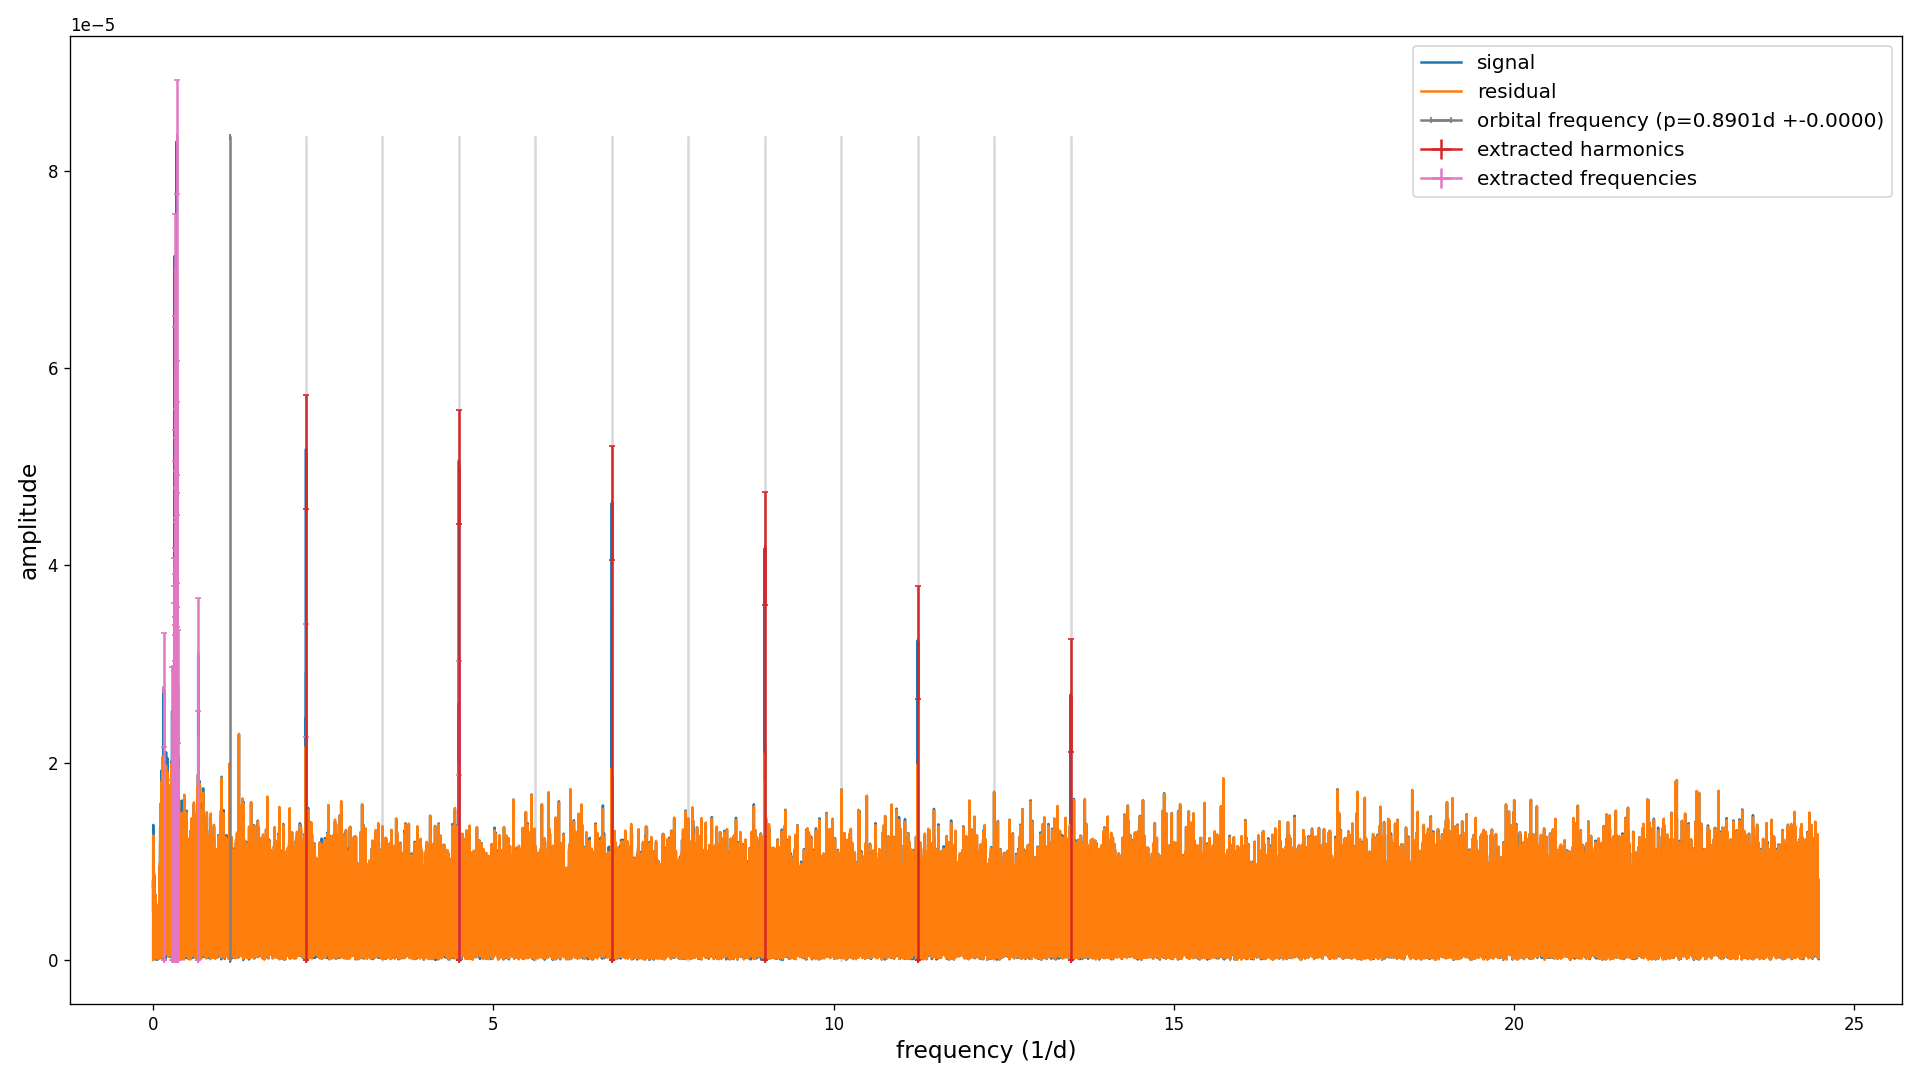 1e−5
signal
residual
orbital frequency (p=0.8901d +-0.0000)
extracted harmonics
extracted frequencies
8
6
4
2
0
amplitude
0
5
10
15
20
25
frequency (1/d)